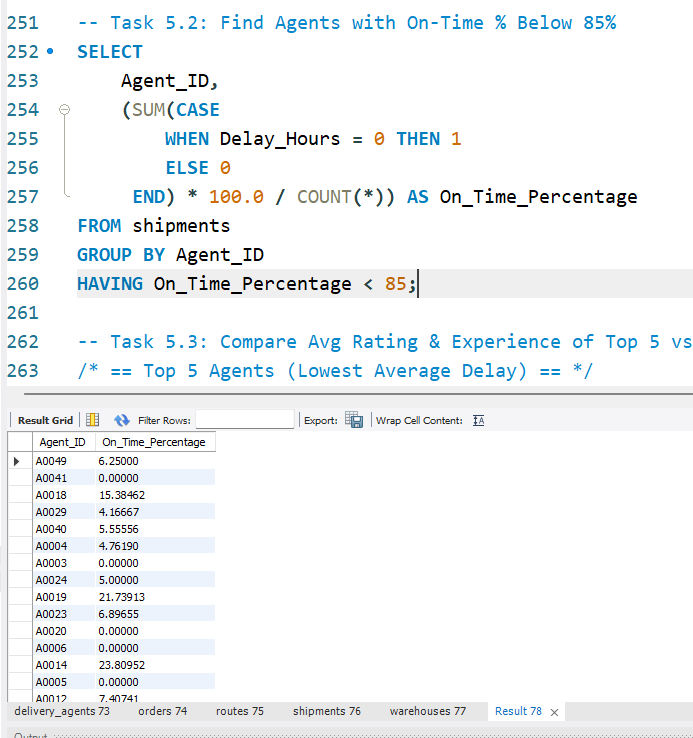 251 -- Task 5.2: Find Agents with On-Time % Below 85%
252 SELECT
253 Agent_ID,
254 (SUM(CASE
255 WHEN Delay_Hours = 0 THEN 1
256 ELSE 0
257 END) * 100.0 / COUNT(*)) AS On_Time_Percentage
258 FROM shipments
259 GROUP BY Agent_ID
260 HAVING On_Time_Percentage < 85;
261
262 -- Task 5.3: Compare Avg Rating & Experience of Top 5 vs
263 /* == Top 5 Agents (Lowest Average Delay) == */
Result Grid Filter Rows: Export: Wrap Cell Content:
Agent_ID On_Time_Percentage
A0049 6.25000
A0041 0.00000
A0018 15.38462
A0029 4.16667
A0040 5.55556
A0004 4.76190
A0003 0.00000
A0024 5.00000
A0019 21.73913
A0023 6.89655
A0020 0.00000
A0006 0.00000
A0014 23.80952
A0005 0.00000
A0012 7.40741
delivery_agents 73 orders 74 routes 75 shipments 76 warehouses 77 Result 78
Output